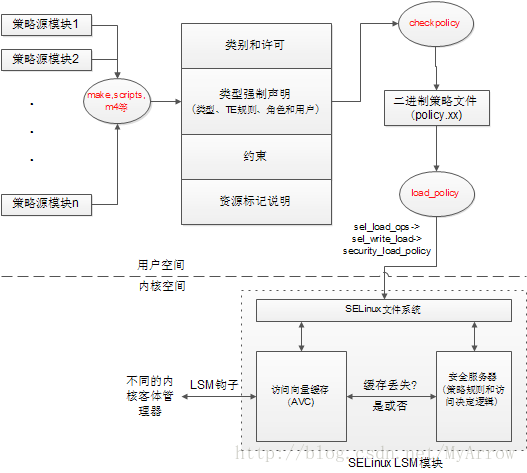 策略源模块1
策略源模块2
.
.
.
策略源模块n
make,scripts,
m4等
类别和许可
类型强制声明
(类型、TE规则、角色和用户)
约束
资源标记说明
checkpolicy
二进制策略文件
(policy.xx)
load_policy
sel_load_ops->
sel_write_load->
security_load_policy
用户空间
内核空间
SELinux文件系统
不同的内
核客体管
理器
LSM钩子
访问向量缓存
(AVC)
缓存丢失?
是或否
安全服务器
(策略规则和访
问决定逻辑)
http://blog.csdn.net/MyArrow
SELinux LSM模块